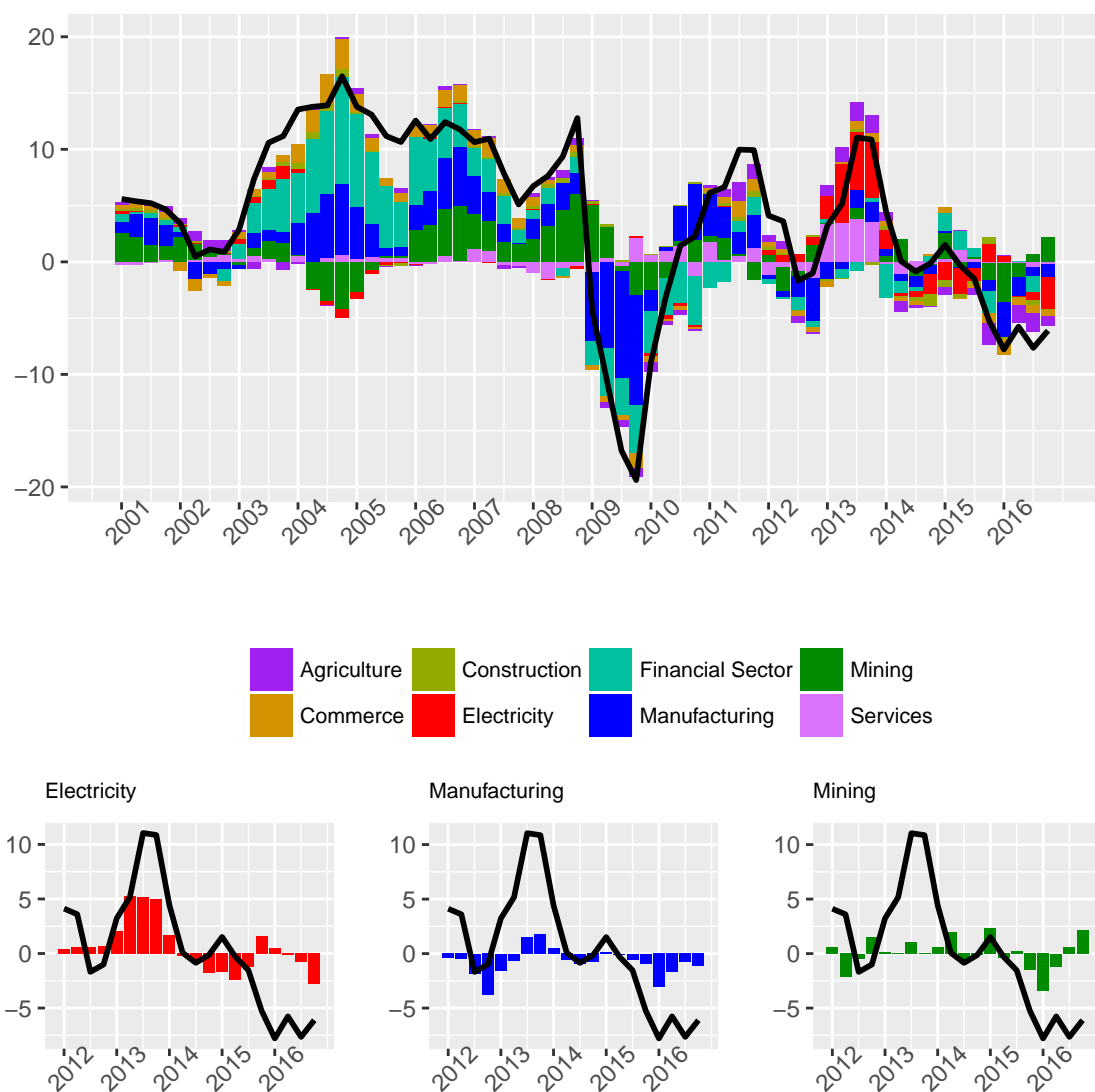 20
10
0
−10
−20
2001 2002 2003 2004 2005 2006 2007 2008 2009 2010 2011 2012 2013 2014 2015 2016
Agriculture Construction Financial Sector Mining
Commerce Electricity Manufacturing Services
Electricity Manufacturing Mining
10 10 10
5 5 5
0 0 0
−5 −5 −5
2012 2013 2014 2015 2016 2012 2013 2014 2015 2016 2012 2013 2014 2015 2016